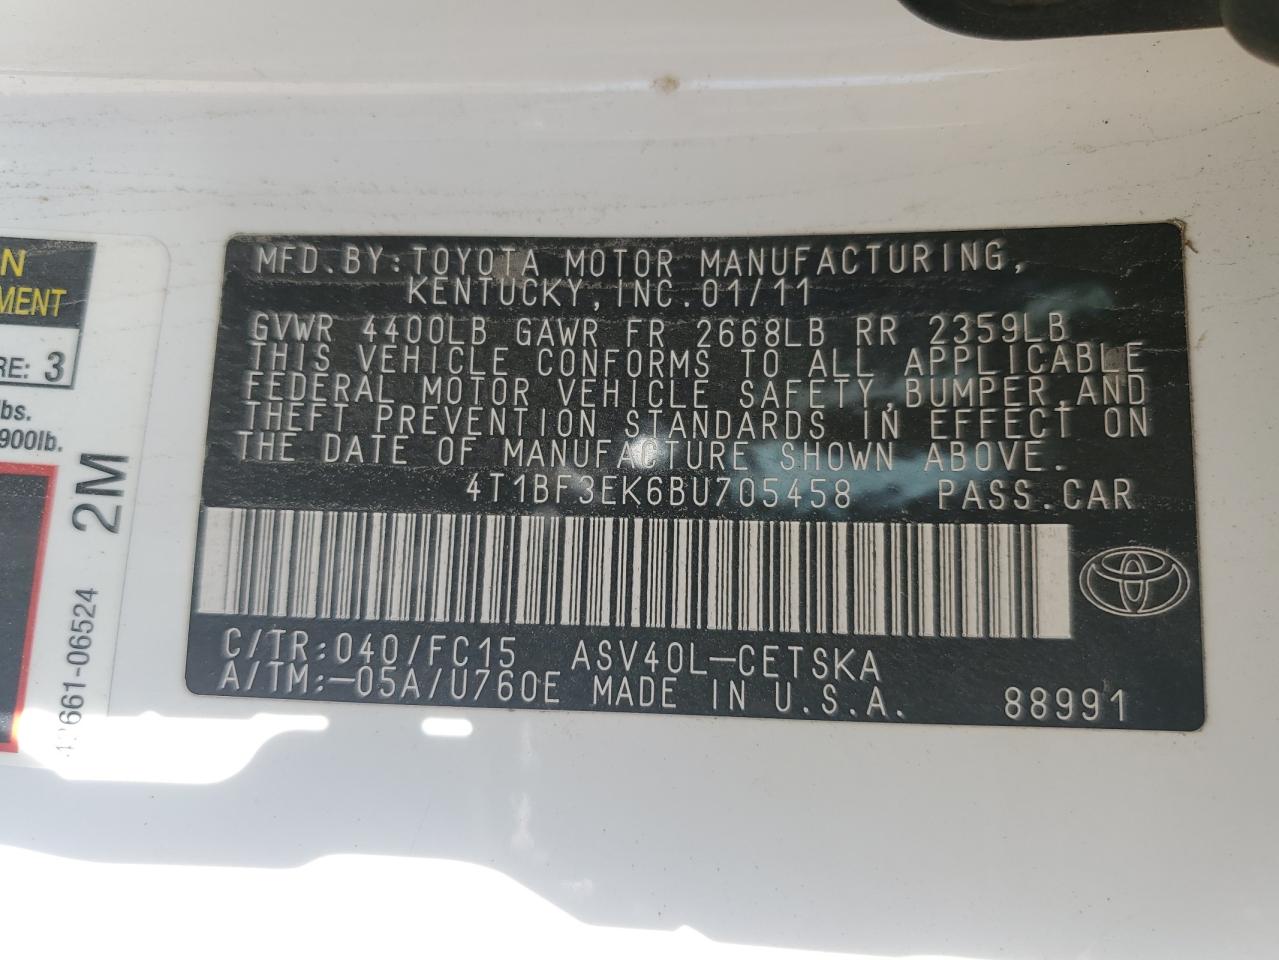 MFD.BY:TOYOTA MOTOR MANUFACTURING,
KENTUCKY,INC.01/11
GVWR 4400LB GAWR FR 2668LB RR 2359LB
THIS VEHICLE CONFORMS TO ALL APPLICABLE
FEDERAL MOTOR VEHICLE SAFETY,BUMPER,AND
THEFT PREVENTION STANDARDS IN EFFECT ON
THE DATE OF MANUFACTURE SHOWN ABOVE.
4T1BF3EK6BU705458 PASS.CAR
C/TR:040/FC15 ASV40L-CETSKA
A/TM:-05A/U760E MADE IN U.S.A. 88991
N
MENT
RE: 3
lbs.
900lb.
2M
42661-06524